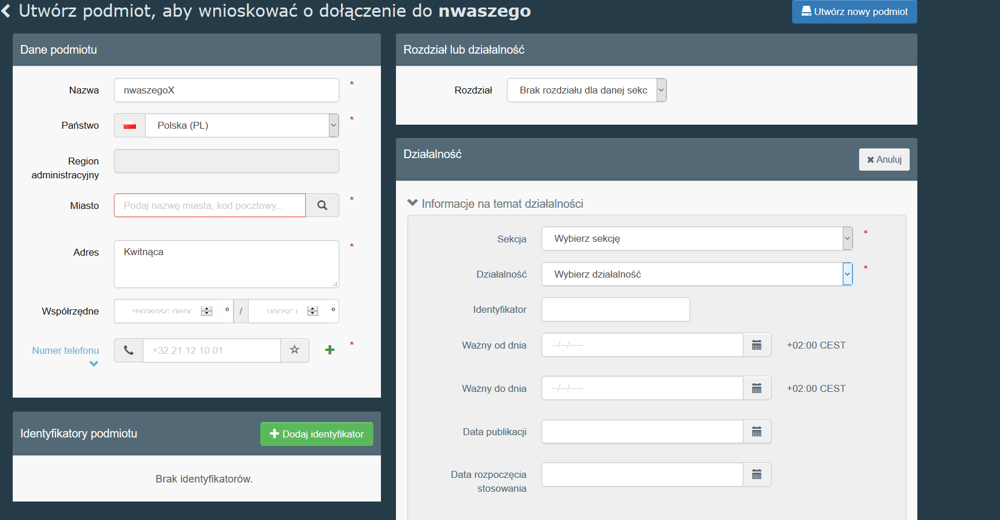 Utwórz podmiot, aby wnioskować o dołączenie do nwaszego
Utwórz nowy podmiot
Dane podmiotu
Nazwa
nwaszegoX
*
Państwo
Polska (PL)
*
Region
administracyjny
Miasto
Podaj nazwę miasta, kod pocztowy...
*
Adres
Kwitnąca
*
Współrzędne
º / º
Numer telefonu
+32 21 12 10 01
*
Identyfikatory podmiotu
Dodaj identyfikator
Brak identyfikatorów.
Rozdział lub działalność
Rozdział
Brak rozdziału dla danej sekc
Działalność
Anuluj
Informacje na temat działalności
Sekcja
Wybierz sekcję
*
Działalność
Wybierz działalność
*
Identyfikator
Ważny od dnia
--/--/----
+02:00 CEST
Ważny do dnia
--/--/----
+02:00 CEST
Data publikacji
Data rozpoczęcia
stosowania